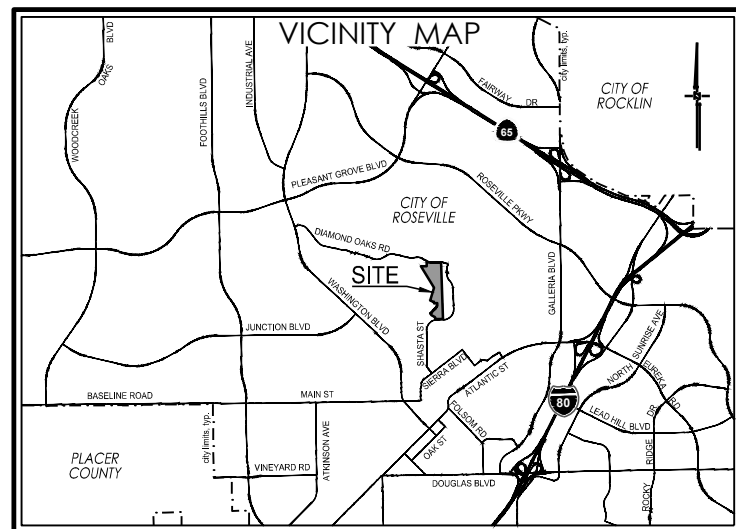 VICINITY MAP
WOODCREEK
OAKS
BLVD
FOOTHILLS BLVD
INDUSTRIAL AVE
FAIRWAY
DR
city limits, typ.
CITY OF
ROCKLIN
65
PLEASANT GROVE BLVD
ROSEVILLE PKWY
CITY OF
ROSEVILLE
DIAMOND OAKS RD
SITE
WASHINGTON BLVD
GALLERIA BLVD
JUNCTION BLVD
SHASTA ST
SIERRA BLVD
ATLANTIC ST
NORTH
SUNRISE AVE
EUREKA
RD
BASELINE ROAD
MAIN ST
80
LEAD HILL BLVD
FOLSOM RD
OAK ST
city limits, typ.
ATKINSON AVE
PLACER
COUNTY
VINEYARD RD
DOUGLAS BLVD
ROCKY
RIDGE
DR